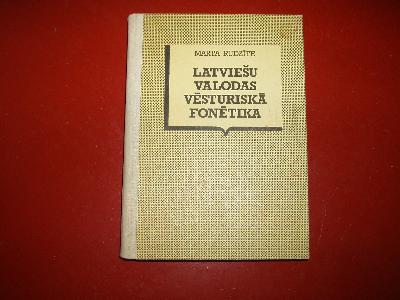 MARTA RUDZĪTE
LATVIEŠU
VALODAS
VĒSTURISKĀ
FONĒTIKA